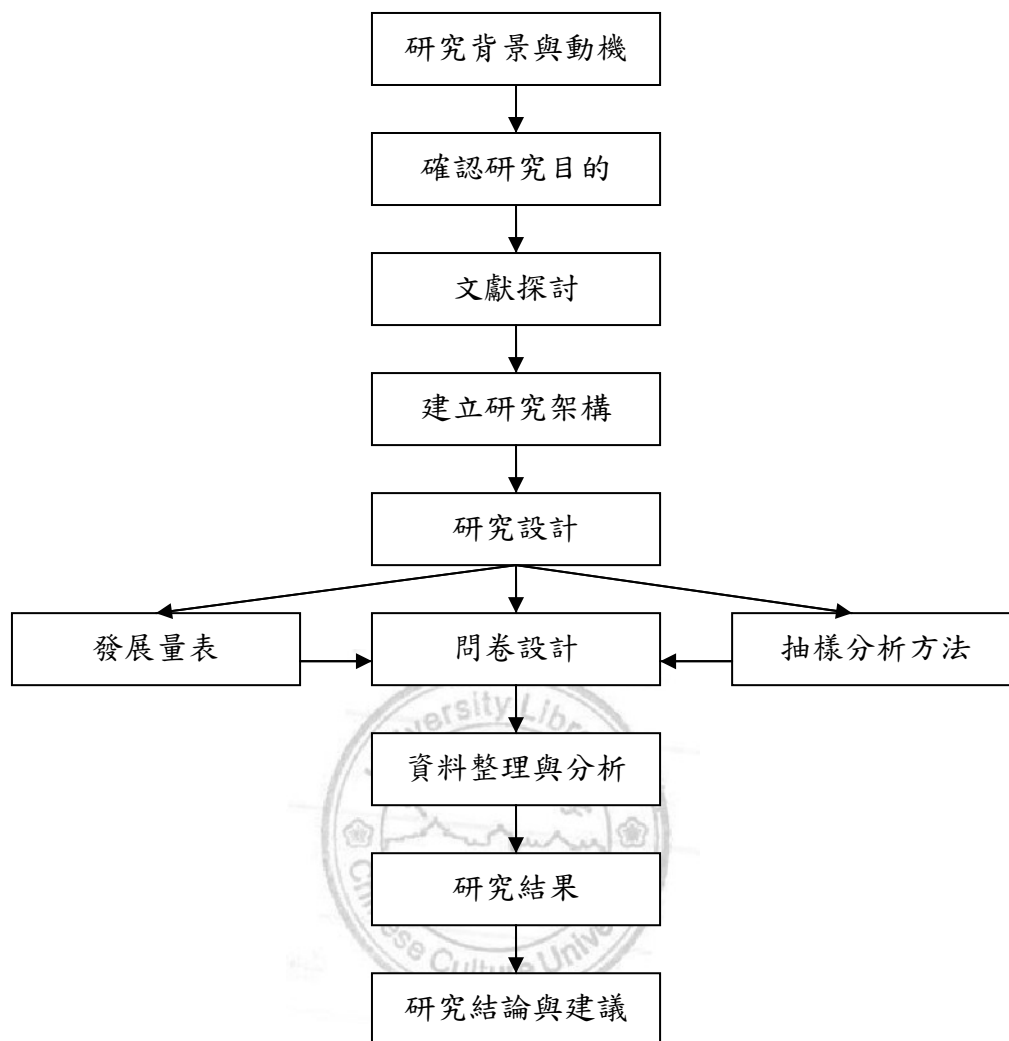 研究背景與動機
確認研究目的
文獻探討
建立研究架構
研究設計
發展量表
問卷設計
抽樣分析方法
資料整理與分析
研究結果
研究結論與建議